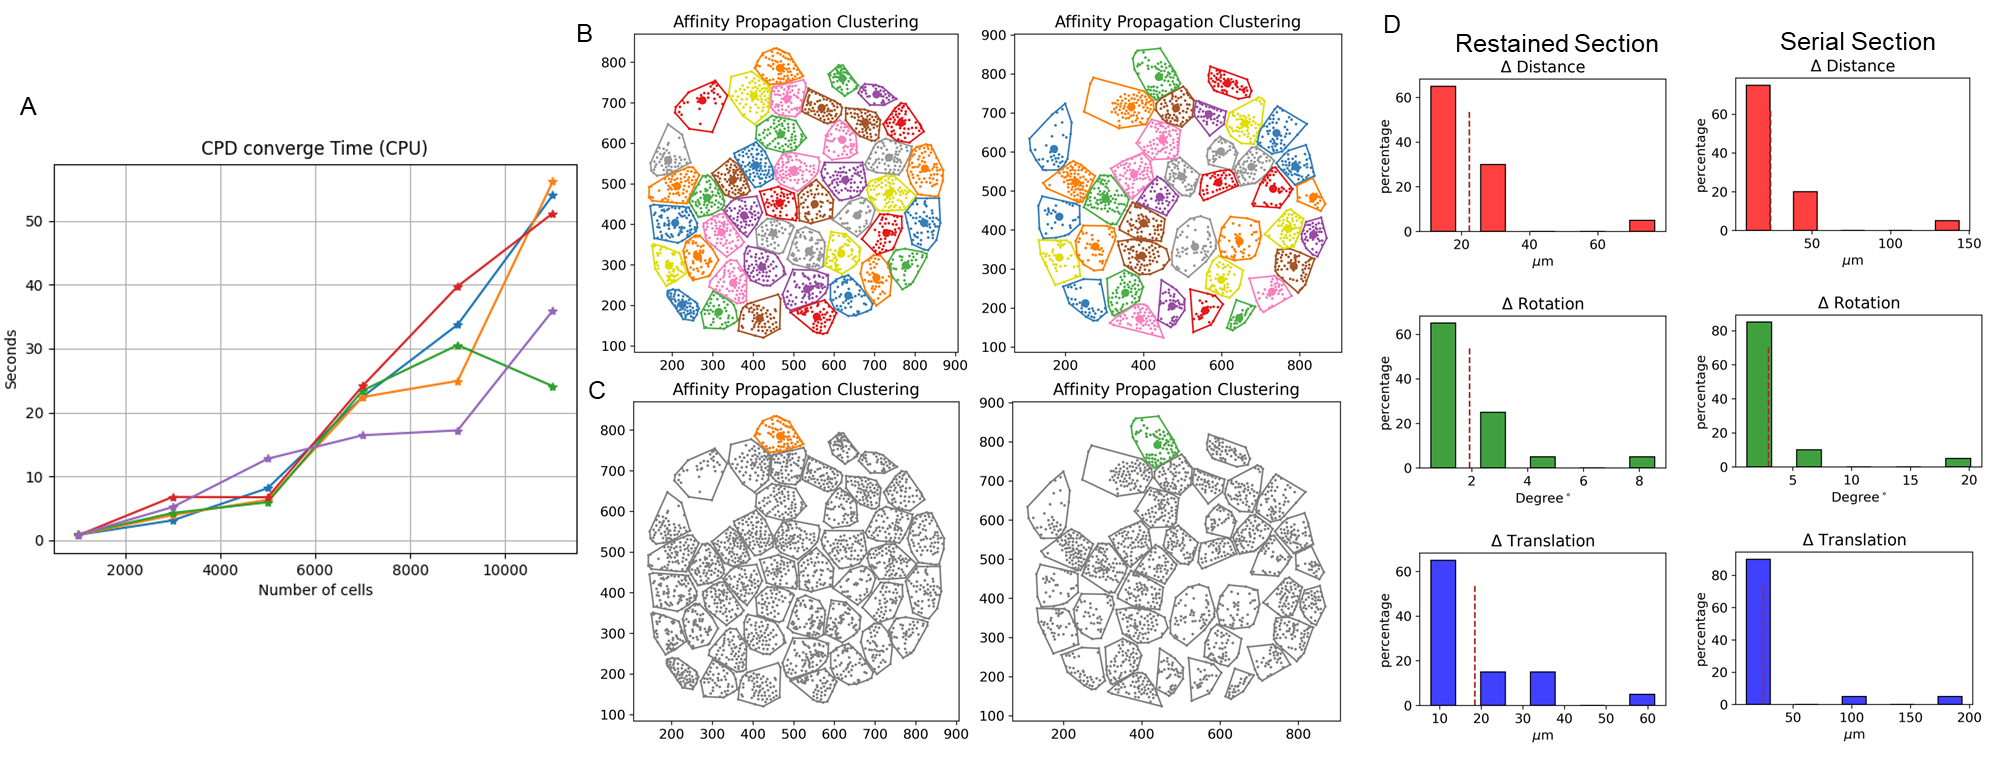 A
CPD converge Time (CPU)
Seconds
50
40
30
20
10
0
2000 4000 6000 8000 10000
Number of cells
B
Affinity Propagation Clustering
800
700
600
500
400
300
200
100
200 300 400 500 600 700 800 900
Affinity Propagation Clustering
900
800
700
600
500
400
300
200
100
200 400 600 800
C
Affinity Propagation Clustering
800
700
600
500
400
300
200
100
200 300 400 500 600 700 800 900
Affinity Propagation Clustering
900
800
700
600
500
400
300
200
100
200 400 600 800
D
Restained Section
Δ Distance
percentage
60
40
20
0
20 40 60
μm
Serial Section
Δ Distance
percentage
60
40
20
0
50 100 150
μm
Δ Rotation
percentage
60
40
20
0
2 4 6 8
Degree°
Δ Rotation
percentage
80
60
40
20
0
5 10 15 20
Degree°
Δ Translation
percentage
60
40
20
0
10 20 30 40 50 60
μm
Δ Translation
percentage
80
60
40
20
0
50 100 150 200
μm